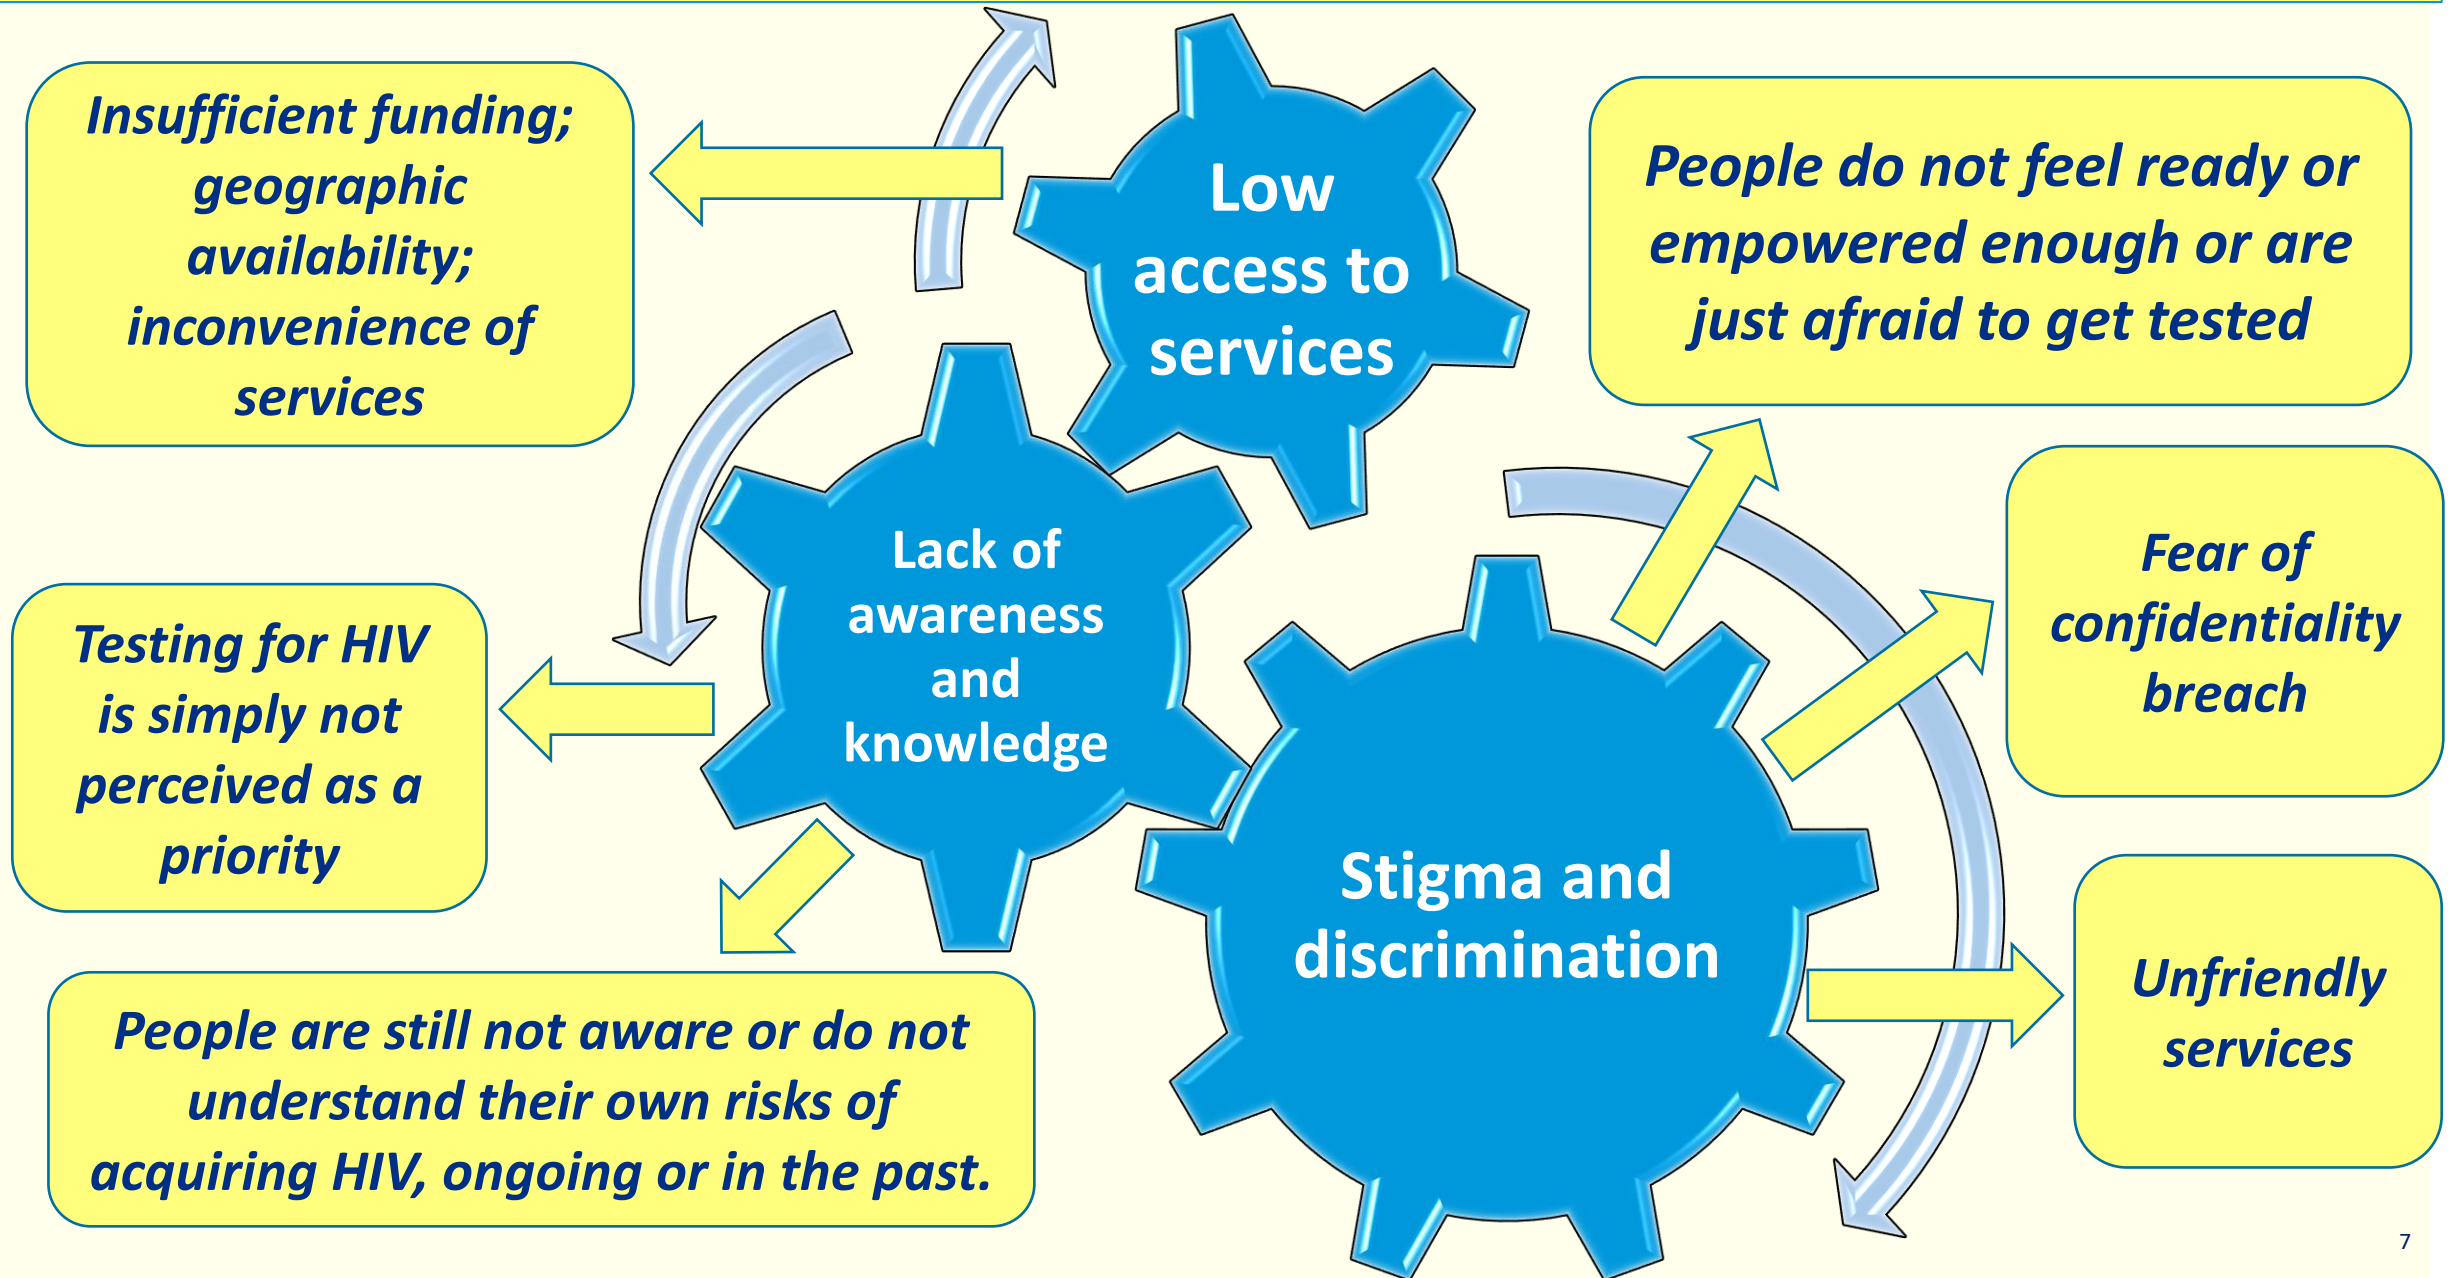 Insufficient funding;
geographic
availability;
inconvenience of
services
Low
access to
services
People do not feel ready or
empowered enough or are
just afraid to get tested
Lack of
awareness
and
knowledge
Fear of
confidentiality
breach
Testing for HIV
is simply not
perceived as a
priority
Stigma and
discrimination
Unfriendly
services
People are still not aware or do not
understand their own risks of
acquiring HIV, ongoing or in the past.
7